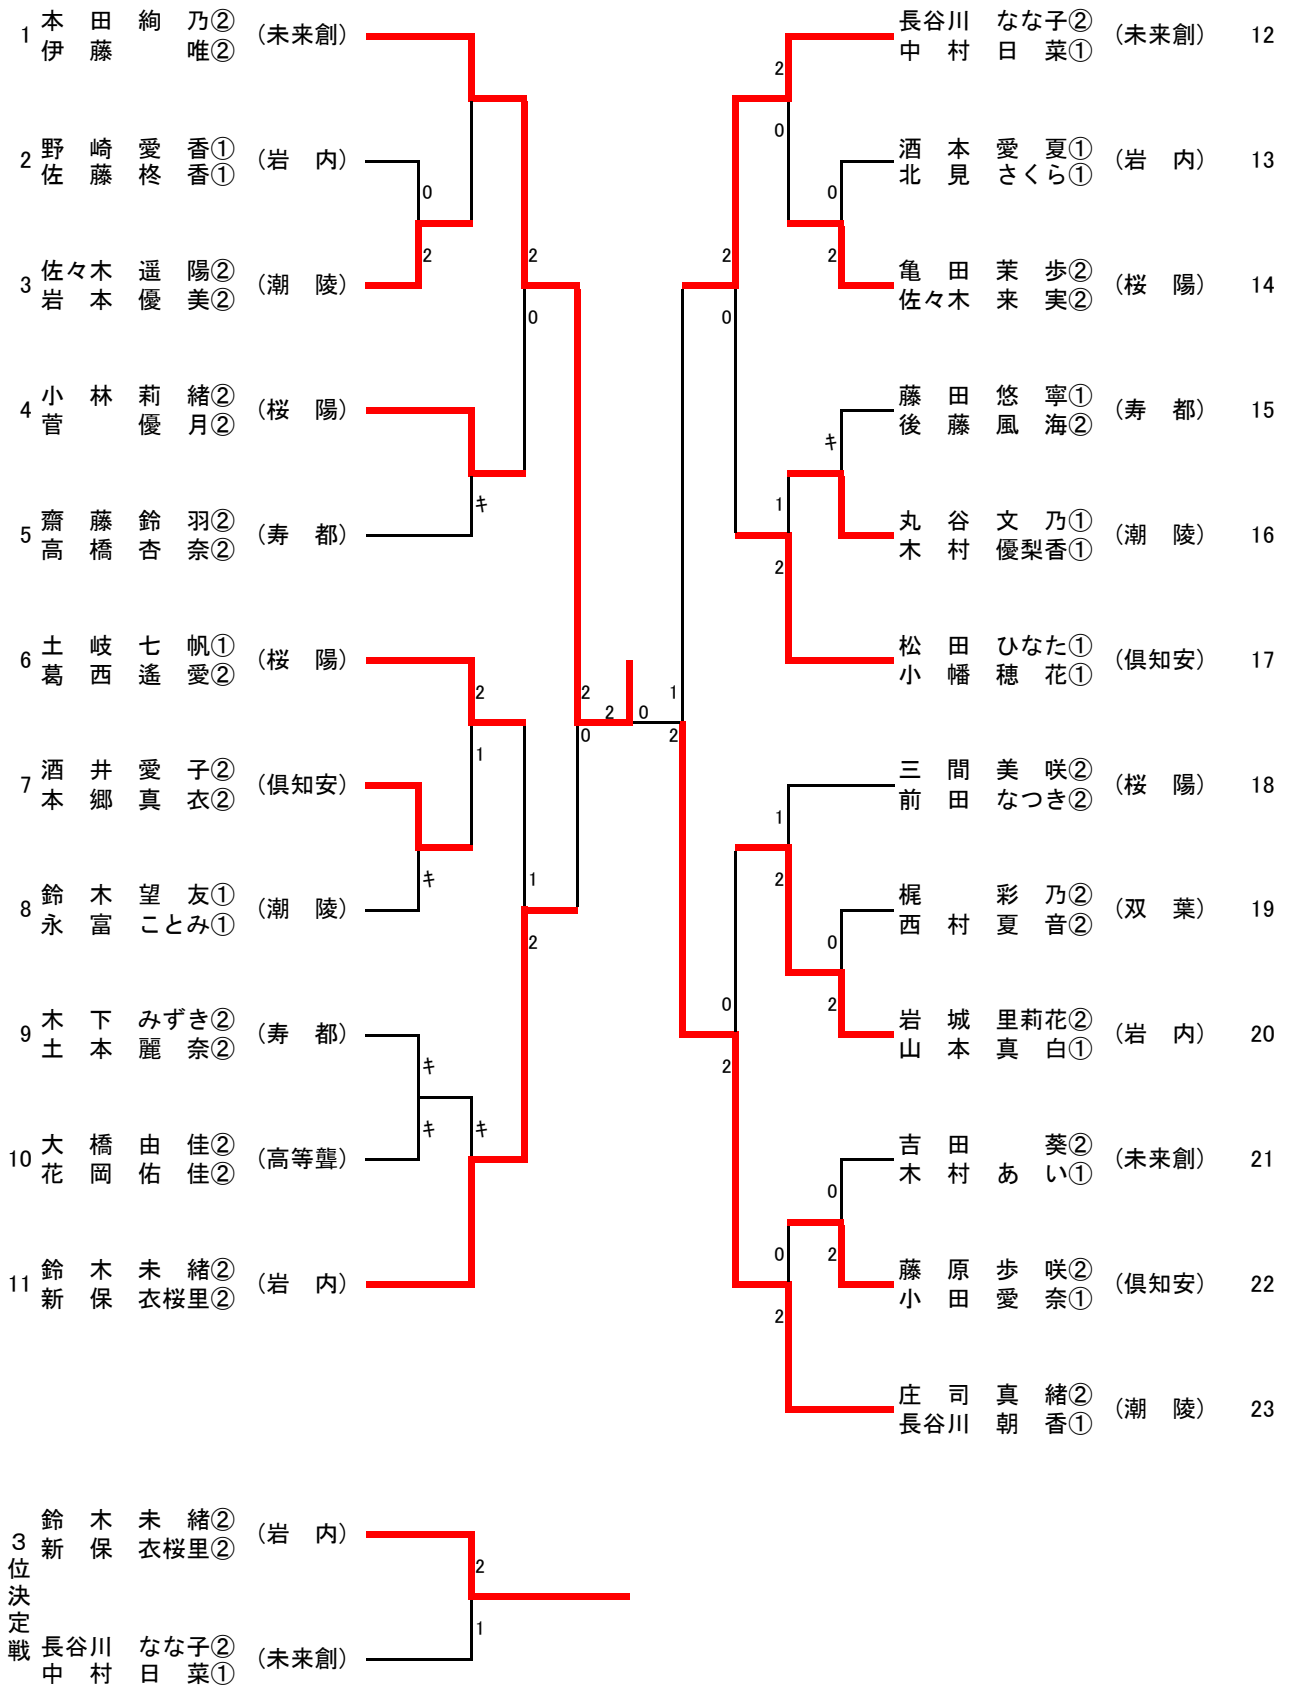 1 本田絢乃② (未来創)
伊藤唯②
2 野崎愛香① (岩内)
佐藤柊香①
0
2
3 佐々木遥陽② (潮陵)
岩本優美②
2
0
4 小林莉緒② (桜陽)
菅優月②
ｷ
5 齋藤鈴羽② (寿都)
高橋杏奈②
6 土岐七帆① (桜陽)
葛西遙愛②
2
1
7 酒井愛子② (倶知安)
本郷真衣②
ｷ
8 鈴木望友① (潮陵)
永富ことみ①
1
2
9 木下みずき② (寿都)
土本麗奈②
ｷ
ｷ ｷ
10 大橋由佳② (高等聾)
花岡佑佳②
11 鈴木未緒② (岩内)
新保衣桜里②
2
0
2 0
1
2
長谷川なな子② (未来創) 12
中村日菜①
2
0
酒本愛夏① (岩内) 13
北見さくら①
0
2
亀田茉歩② (桜陽) 14
佐々木来実②
2
0
藤田悠寧① (寿都) 15
後藤風海②
ｷ
1
2
丸谷文乃① (潮陵) 16
木村優梨香①
松田ひなた① (倶知安) 17
小幡穂花①
三間美咲② (桜陽) 18
前田なつき②
1
2
梶彩乃② (双葉) 19
西村夏音②
0
2
岩城里莉花② (岩内) 20
山本真白①
0
2
吉田葵② (未来創) 21
木村あい①
0
2
藤原歩咲② (倶知安) 22
小田愛奈①
0
2
庄司真緒② (潮陵) 23
長谷川朝香①
3位決定戦
鈴木未緒② (岩内)
新保衣桜里②
2
1
長谷川なな子② (未来創)
中村日菜①